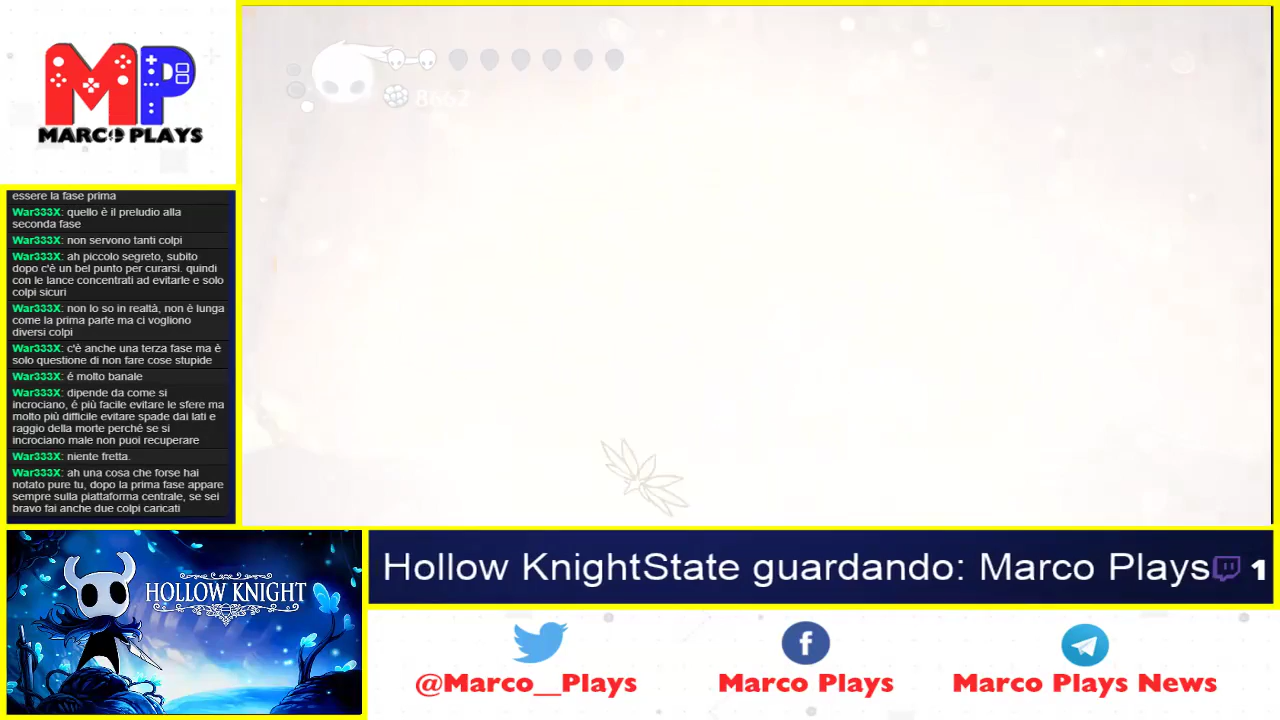 MP
MARCO PLAYS
8662
essere la fase prima
War333X: quello è il preludio alla
seconda fase
War333X: non servono tanti colpi
War333X: ah piccolo segreto, subito
dopo c'è un bel punto per curarsi. quindi
con le lance concentrati ad evitarle e solo
colpi sicuri
War333X: non lo so in realtà, non è lunga
come la prima parte ma ci vogliono
diversi colpi
War333X: c'è anche una terza fase ma è
solo questione di non fare cose stupide
War333X: é molto banale
War333X: dipende da come si
incrociano, é più facile evitare le sfere ma
molto più difficile evitare spade dai lati e
raggio della morte perché se si
incrociano male non puoi recuperare
War333X: niente fretta.
War333X: ah una cosa che forse hai
notato pure tu, dopo la prima fase appare
sempre sulla piattaforma centrale, se sei
bravo fai anche due colpi caricati
HOLLOW KNIGHT
Hollow KnightState guardando: Marco Plays 1
@Marco__Plays
Marco Plays
Marco Plays News